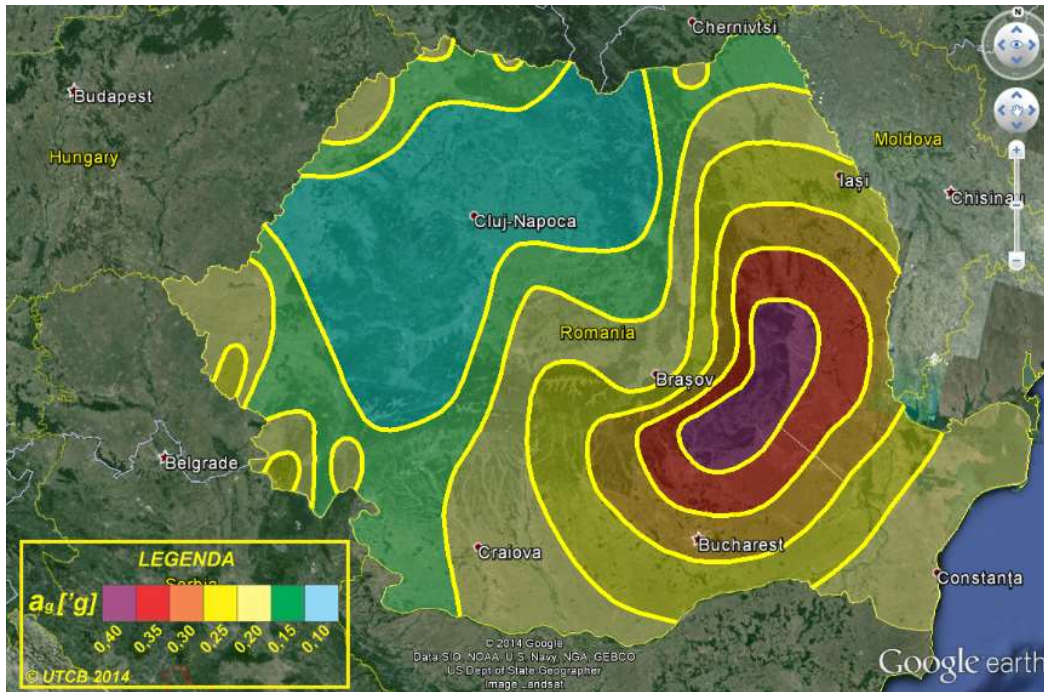 N
Chernivtsi
Budapest
Hungary
Moldova
Iași
Chisinau
Cluj-Napoca
Romania
Brașov
Belgrade
Bucharest
Craiova
Constanța
LEGENDA
Serbia
ag ['g]
0,40 0,35 0,30 0,25 0,20 0,15 0,10
© UTCB 2014
© 2014 Google
Data SIO, NOAA, U.S. Navy, NGA, GEBCO
US Dept of State Geographer
Image Landsat
Google earth